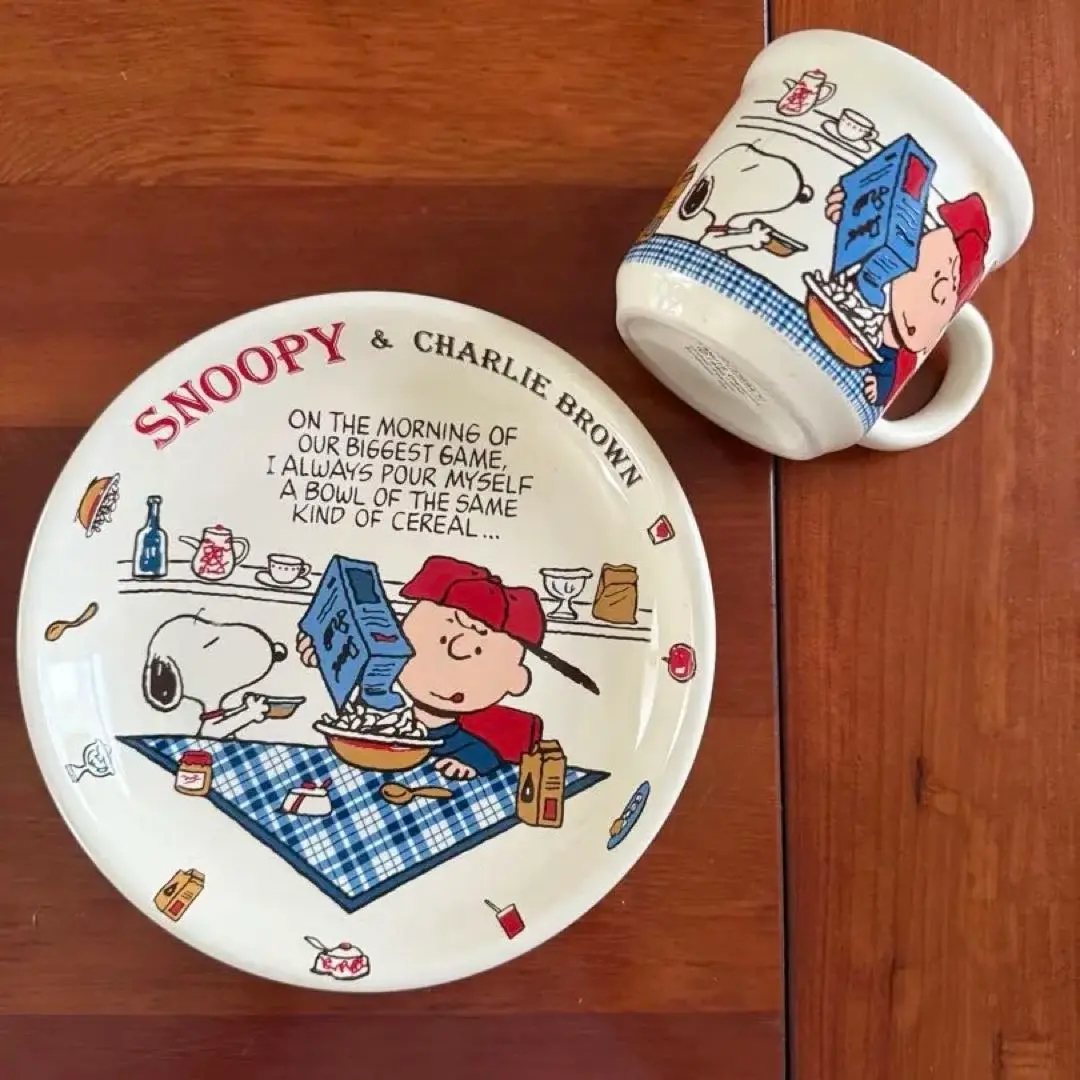 SNOOPY & CHARLIE BROWN
ON THE MORNING OF
OUR BIGGEST GAME,
I ALWAYS POUR MYSELF
A BOWL OF THE SAME
KIND OF CEREAL...